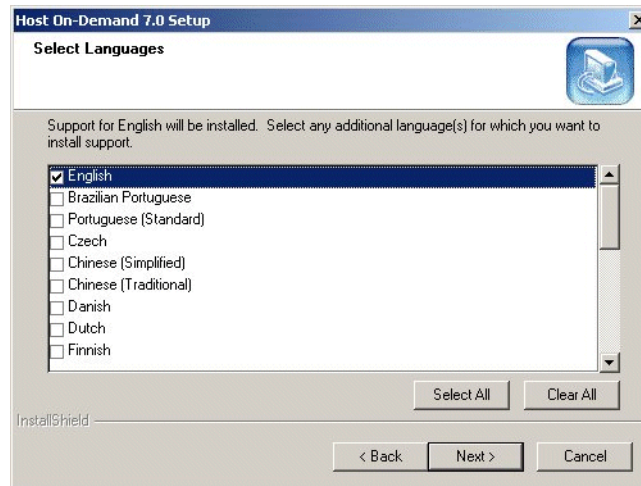 Host On-Demand 7.0 Setup
Select Languages
Support for English will be installed. Select any additional language(s) for which you want to
install support.
English
Brazilian Portuguese
Portuguese (Standard)
Czech
Chinese (Simplified)
Chinese (Traditional)
Danish
Dutch
Finnish
Select All
Clear All
InstallShield
< Back
Next >
Cancel